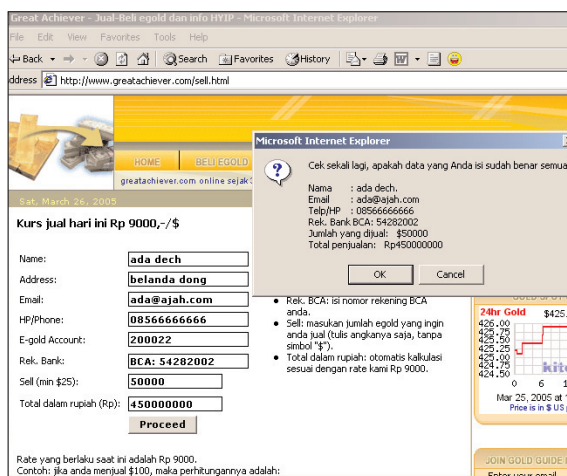 Great Achiever - Jual-Beli egold dan info HYIP - Microsoft Internet Explorer
File Edit View Favorites Tools Help
Back Search Favorites History
ddress http://www.greatachiever.com/sell.html
HOME BELI EGOLD
greatachiever.com online sejak
Sat, March 26, 2005
Microsoft Internet Explorer
Cek sekali lagi, apakah data yang Anda isi sudah benar semua
Nama : ada dech.
Email : ada@ajah.com
Telp/HP : 08566666666
Rek. Bank BCA: 54282002
Jumlah yang dijual: $50000
Total penjualan: Rp450000000
OK Cancel
Kurs jual hari ini Rp 9000,-/$
Name: ada dech
Address: belanda dong
Email: ada@ajah.com
HP/Phone: 08566666666
E-gold Account: 200022
Rek. Bank: BCA: 54282002
Sell (min $25): 50000
Total dalam rupiah (Rp): 450000000
Proceed
Rek. BCA: isi nomor rekening BCA
anda.
Sell: masukan jumlah egold yang ingin
anda jual (tulis angkanya saja, tanpa
simbol "$").
Total dalam rupiah: otomatis kalkulasi
sesuai dengan rate kami Rp 9000.
24hr Gold $425.
426.00
425.75
425.50
425.25
425.00
424.75
424.50
kit
0 6 1
Mar 25, 2005 at
Price is in $ US
JOIN GOLD GUIDE
Enter your email
Rate yang berlaku saat ini adalah Rp 9000.
Contoh: jika anda menjual $100, maka perhitungannya adalah: